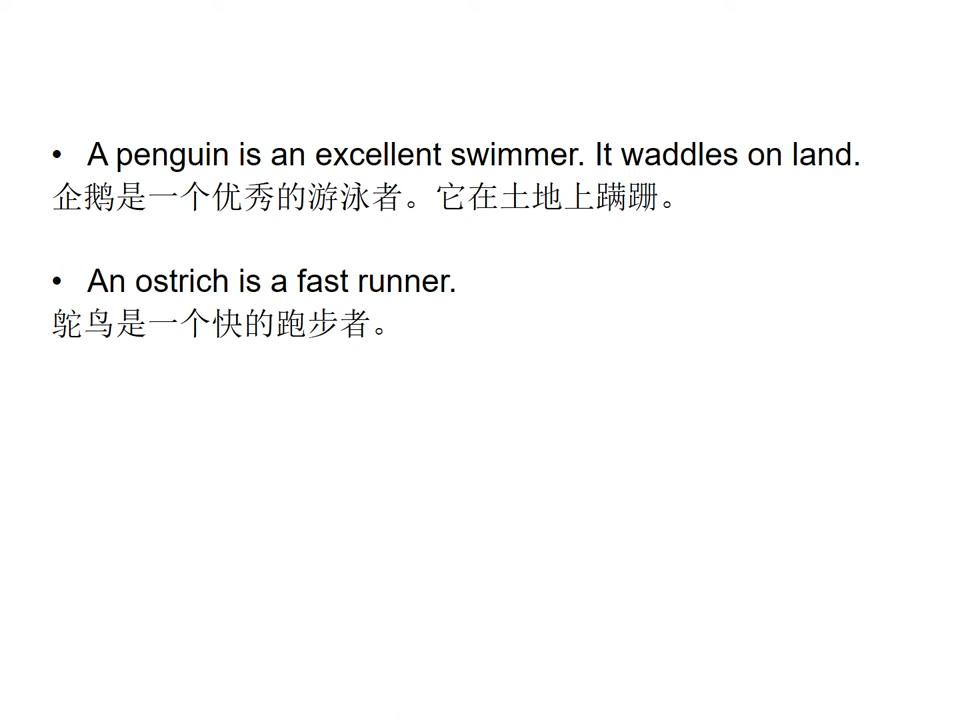 • A penguin is an excellent swimmer. It waddles on land.
企鹅是一个优秀的游泳者。它在土地上蹒跚。
• An ostrich is a fast runner.
鸵鸟是一个快的跑步者。